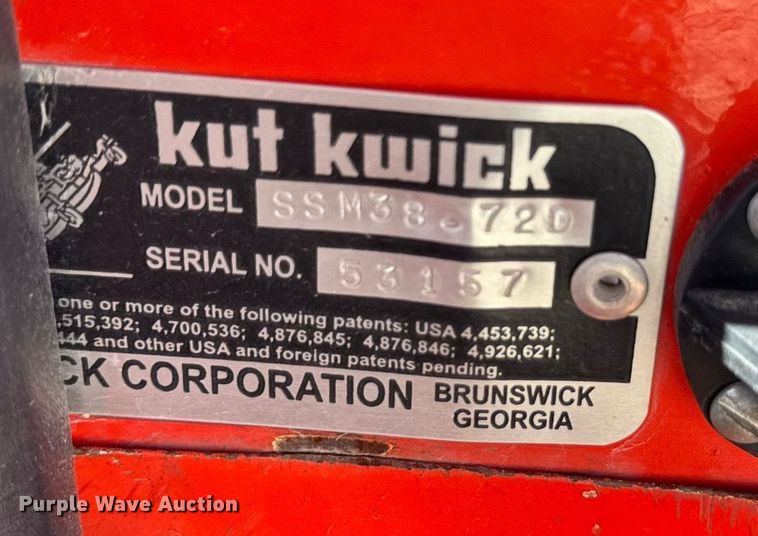 kut kwick
MODEL SSM38-72D
SERIAL NO. 53157
one or more of the following patents: USA 4,453,739;
,515,392; 4,700,536; 4,876,845; 4,876,846; 4,926,621;
444 and other USA and foreign patents pending.
CK CORPORATION BRUNSWICK
GEORGIA
Purple Wave Auction